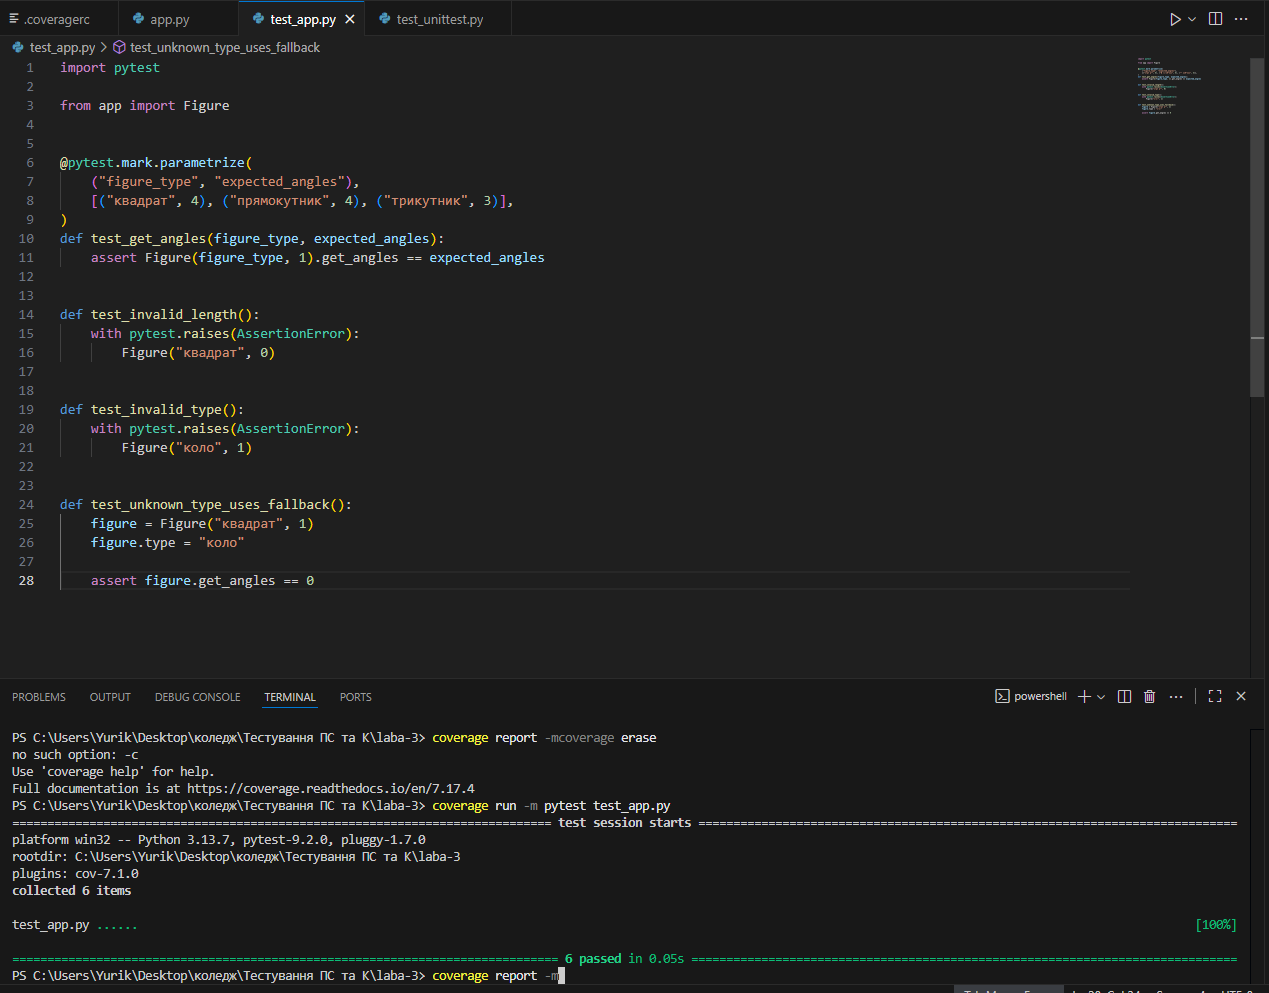 .coveragerc
app.py
test_app.py
test_unittest.py
test_app.py > test_unknown_type_uses_fallback
1 import pytest
2
3 from app import Figure
4
5
6 @pytest.mark.parametrize(
7 ("figure_type", "expected_angles"),
8 [("квадрат", 4), ("прямокутник", 4), ("трикутник", 3)],
9 )
10 def test_get_angles(figure_type, expected_angles):
11 assert Figure(figure_type, 1).get_angles == expected_angles
12
13
14 def test_invalid_length():
15 with pytest.raises(AssertionError):
16 Figure("квадрат", 0)
17
18
19 def test_invalid_type():
20 with pytest.raises(AssertionError):
21 Figure("коло", 1)
22
23
24 def test_unknown_type_uses_fallback():
25 figure = Figure("квадрат", 1)
26 figure.type = "коло"
27
28 assert figure.get_angles == 0
PROBLEMS OUTPUT DEBUG CONSOLE TERMINAL PORTS
powershell
PS C:\Users\Yurik\Desktop\коледж\Тестування ПС та К\laba-3> coverage report -mcoverage erase
no such option: -c
Use 'coverage help' for help.
Full documentation is at https://coverage.readthedocs.io/en/7.17.4
PS C:\Users\Yurik\Desktop\коледж\Тестування ПС та К\laba-3> coverage run -m pytest test_app.py
============================= test session starts =============================
platform win32 -- Python 3.13.7, pytest-9.2.0, pluggy-1.7.0
rootdir: C:\Users\Yurik\Desktop\коледж\Тестування ПС та К\laba-3
plugins: cov-7.1.0
collected 6 items
test_app.py ...... [100%]
============================= 6 passed in 0.05s =============================
PS C:\Users\Yurik\Desktop\коледж\Тестування ПС та К\laba-3> coverage report -m